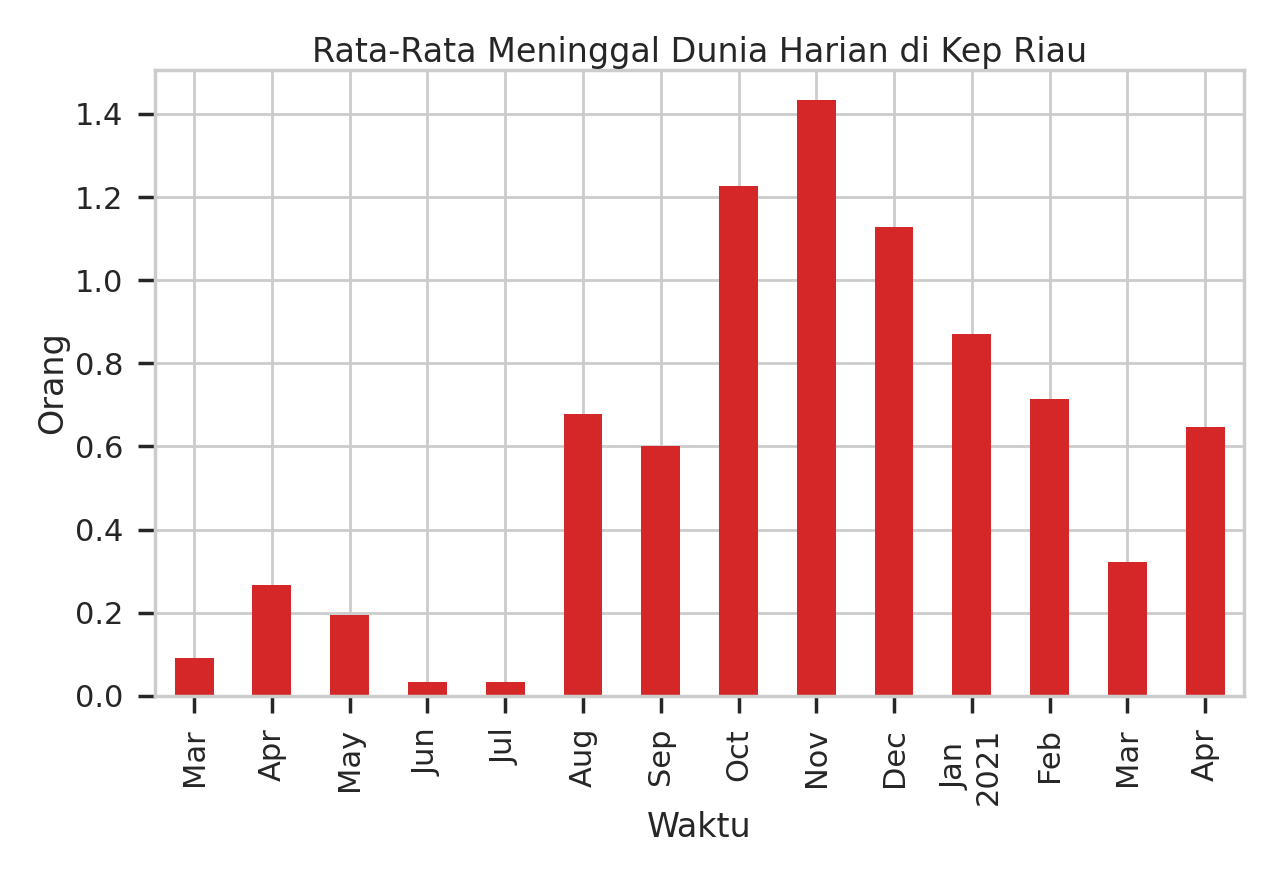 Rata-Rata Meninggal Dunia Harian di Kep Riau
1.4
1.2
1.0
0.8
0.6
0.4
0.2
0.0
Orang
Mar
Apr
May
Jun
Jul
Aug
Sep
Oct
Nov
Dec
Jan
2021
Feb
Mar
Apr
Waktu